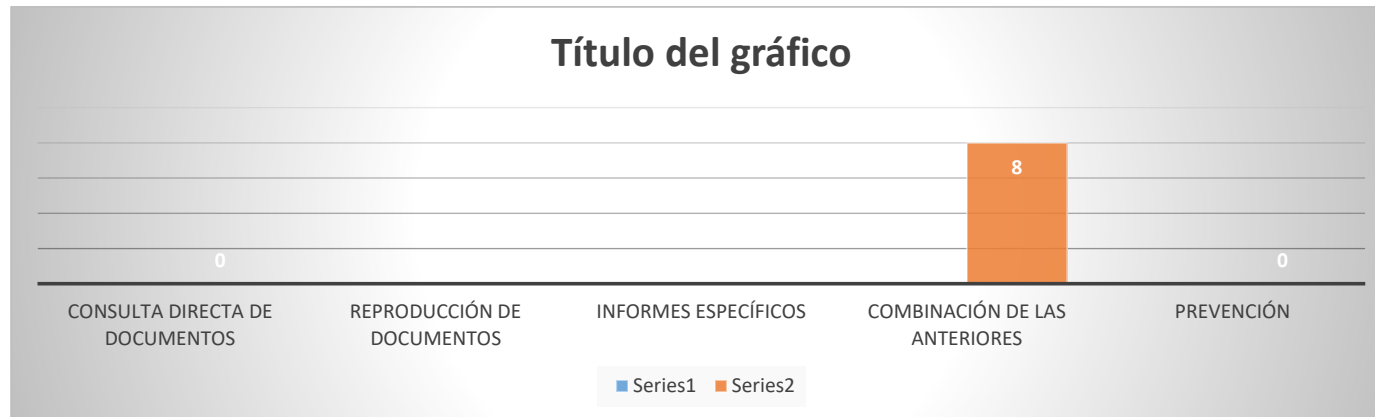 Título del gráfico
8
0
0
CONSULTA DIRECTA DE
DOCUMENTOS
REPRODUCCIÓN DE
DOCUMENTOS
INFORMES ESPECÍFICOS
COMBINACIÓN DE LAS
ANTERIORES
PREVENCIÓN
Series1
Series2